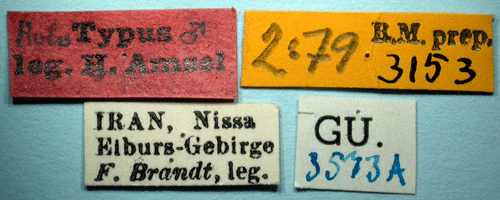 Holo Typus ♂
leg. H. Amsel
2:79
H.M. prep.
3153
IRAN, Nissa
Elburs-Gebirge
F. Brandt, leg.
GU.
3573A